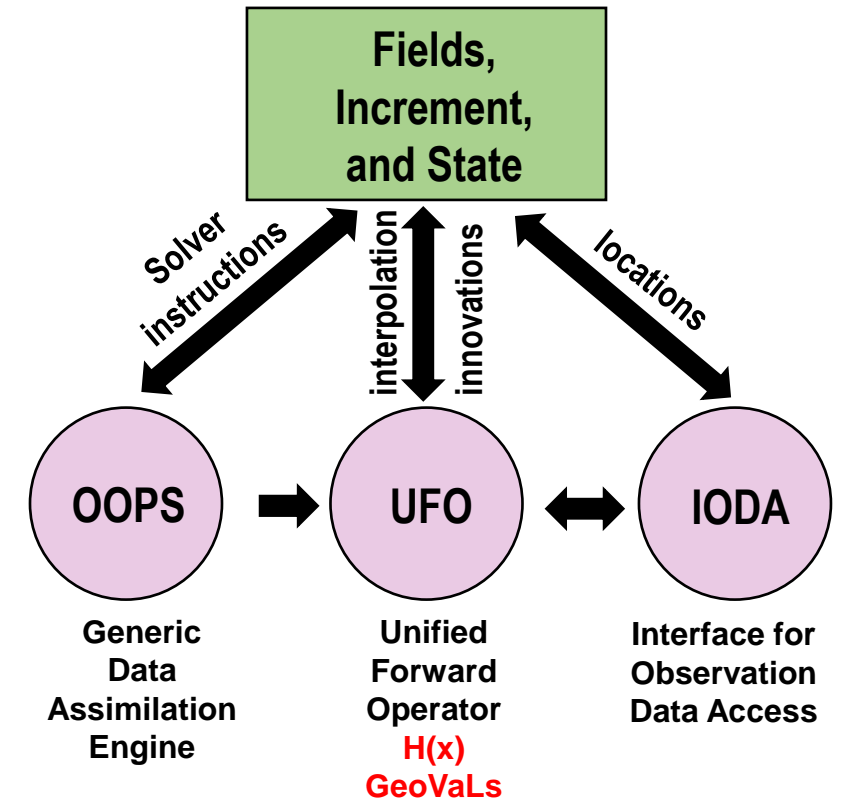 Fields,
Increment,
and State
Solver
instructions
interpolation
innovations
locations
OOPS
UFO
IODA
Generic
Data
Assimilation
Engine
Unified
Forward
Operator
H(x)
GeoVaLs
Interface for
Observation
Data Access